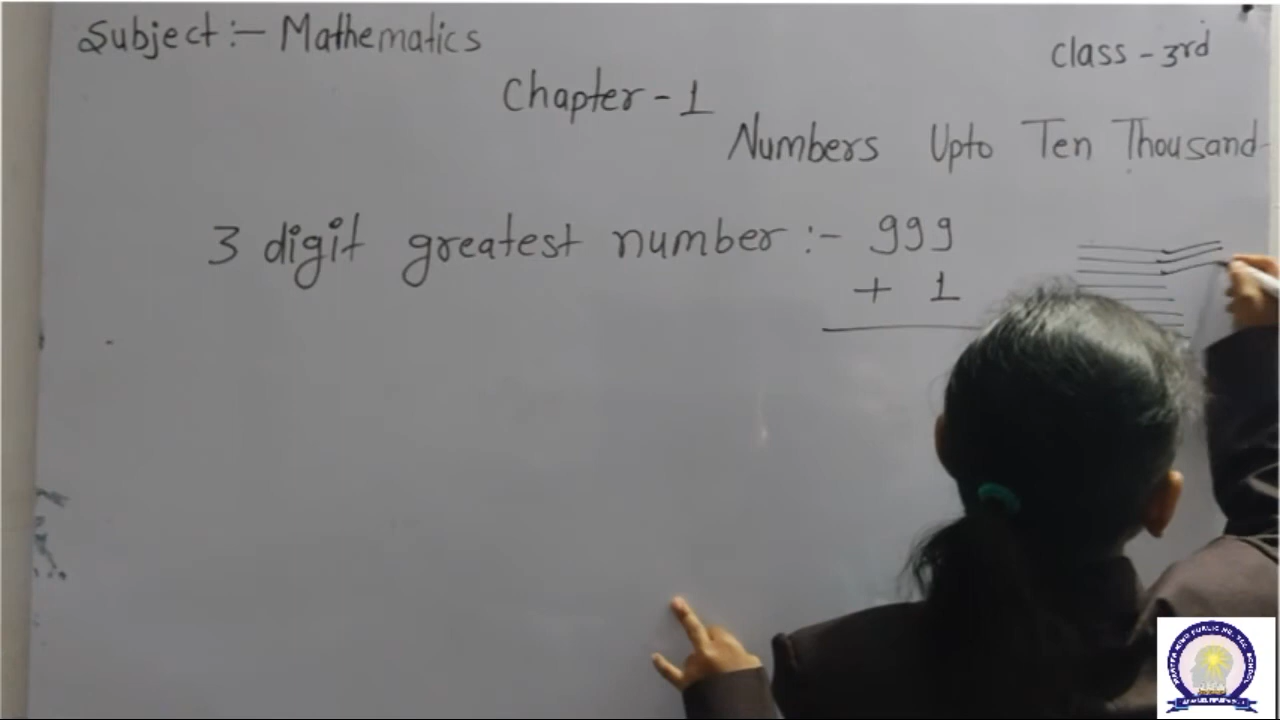 Subject :- Mathematics
Class - 3rd
Chapter - 1
Numbers Upto Ten Thousand
3 digit greatest number :- 999
+ 1